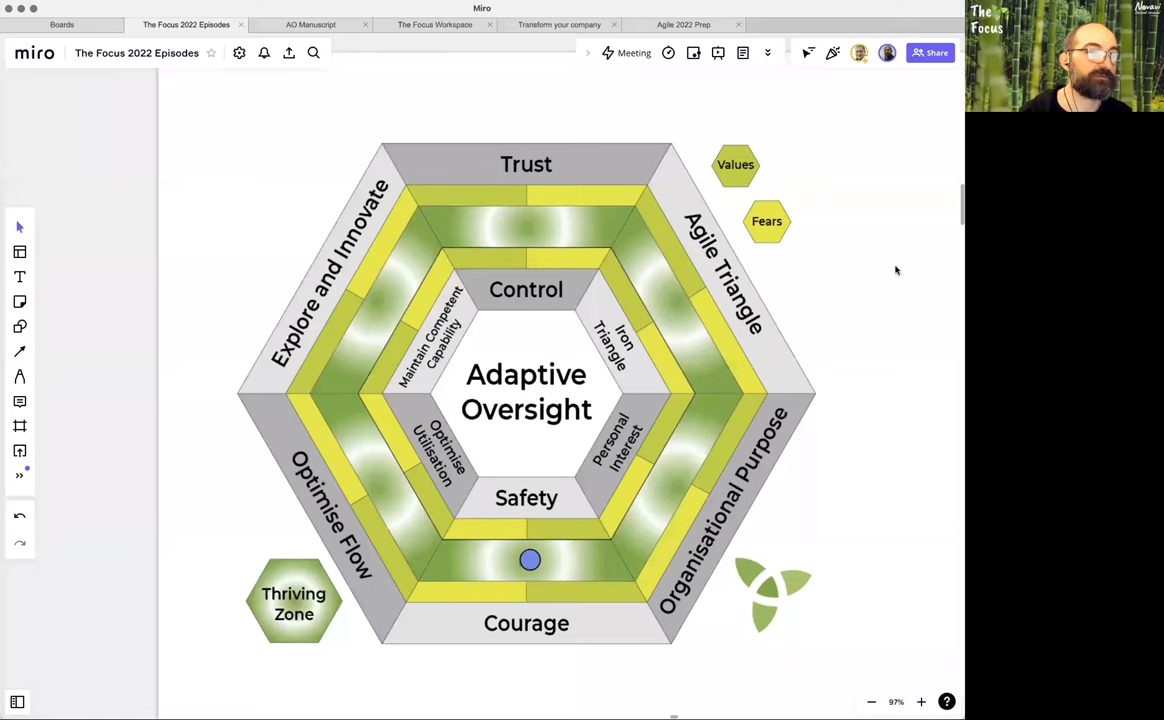 Miro
Boards
The Focus 2022 Episodes
AO Manuscript
The Focus Workspace
Transform your company
Agile 2022 Prep
miro
The Focus 2022 Episodes
Meeting
Share
The
Focus
Novavi
Trust
Values
Fears
Explore and Innovate
Agile Triangle
Control
Maintain Competent
Capability
Iron
Triangle
Adaptive
Oversight
Optimise
Utilisation
Personal
Interest
Safety
Optimise Flow
Organisational Purpose
Thriving
Zone
Courage
97%